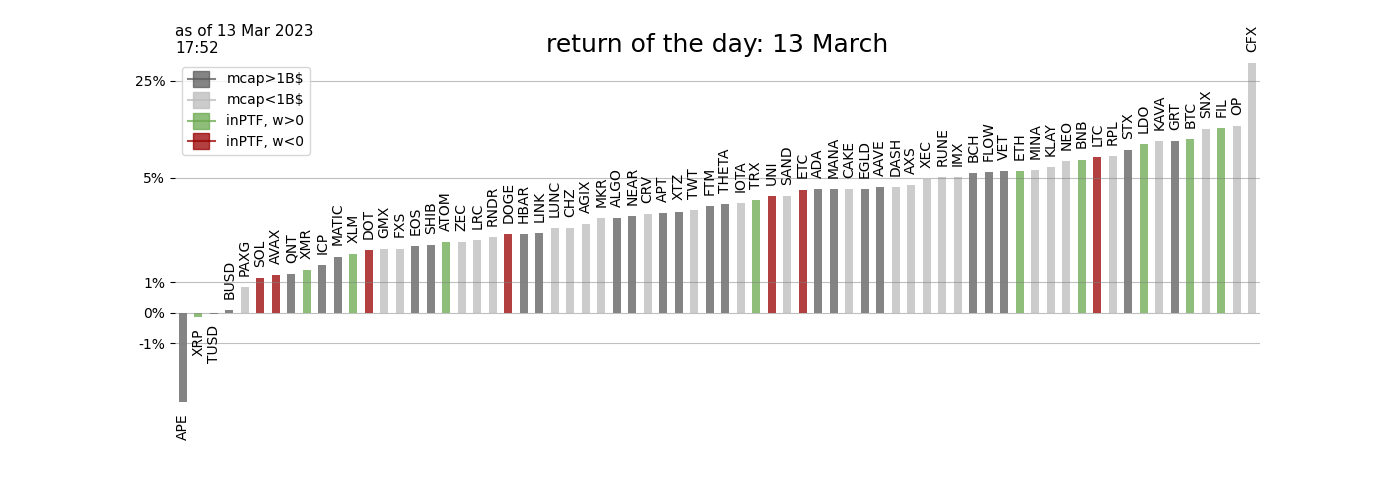 as of 13 Mar 2023
17:52
return of the day: 13 March
mcap>1B$
mcap<1B$
inPTF, w>0
inPTF, w<0
25%
5%
1%
0%
-1%
APE
XRP
TUSD
BUSD
PAXG
SOL
AVAX
QNT
XMR
ICP
MATIC
XLM
DOT
GMX
FXS
EOS
SHIB
ATOM
ZEC
LRC
RNDR
DOGE
HBAR
LINK
LUNC
CHZ
AGIX
MKR
ALGO
NEAR
CRV
APT
XTZ
TWT
FTM
THETA
IOTA
TRX
UNI
SAND
ETC
ADA
MANA
CAKE
EGLD
AAVE
DASH
AXS
XEC
RUNE
IMX
BCH
FLOW
VET
ETH
MINA
KLAY
NEO
BNB
LTC
RPL
STX
LDO
KAVA
GRT
BTC
SNX
FIL
OP
CFX